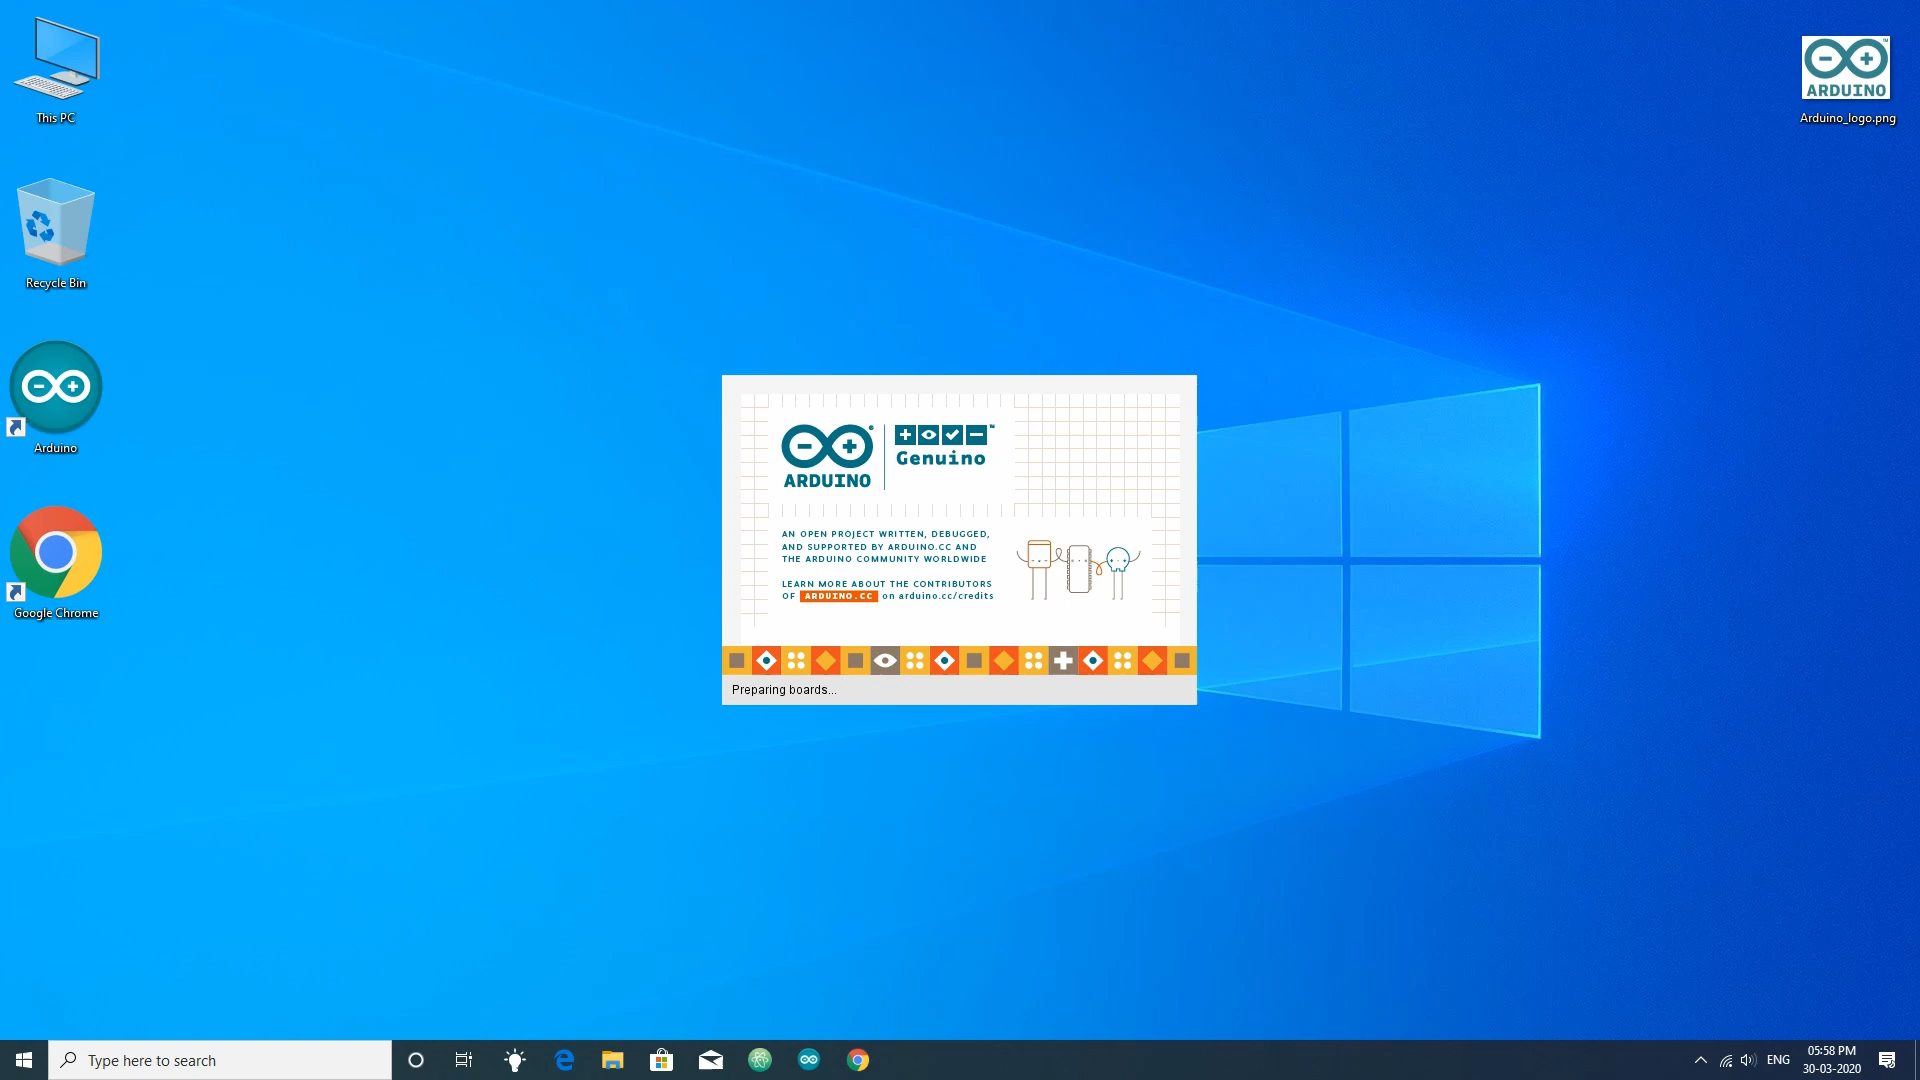 This PC
Recycle Bin
Arduino
Google Chrome
ARDUINO
Arduino_logo.png
ARDUINO
Genuino
AN OPEN PROJECT WRITTEN, DEBUGGED,
AND SUPPORTED BY ARDUINO.CC AND
THE ARDUINO COMMUNITY WORLDWIDE
LEARN MORE ABOUT THE CONTRIBUTORS
OF ARDUINO.CC on arduino.cc/credits
Preparing boards...
Type here to search
ENG
05:58 PM
30-03-2020